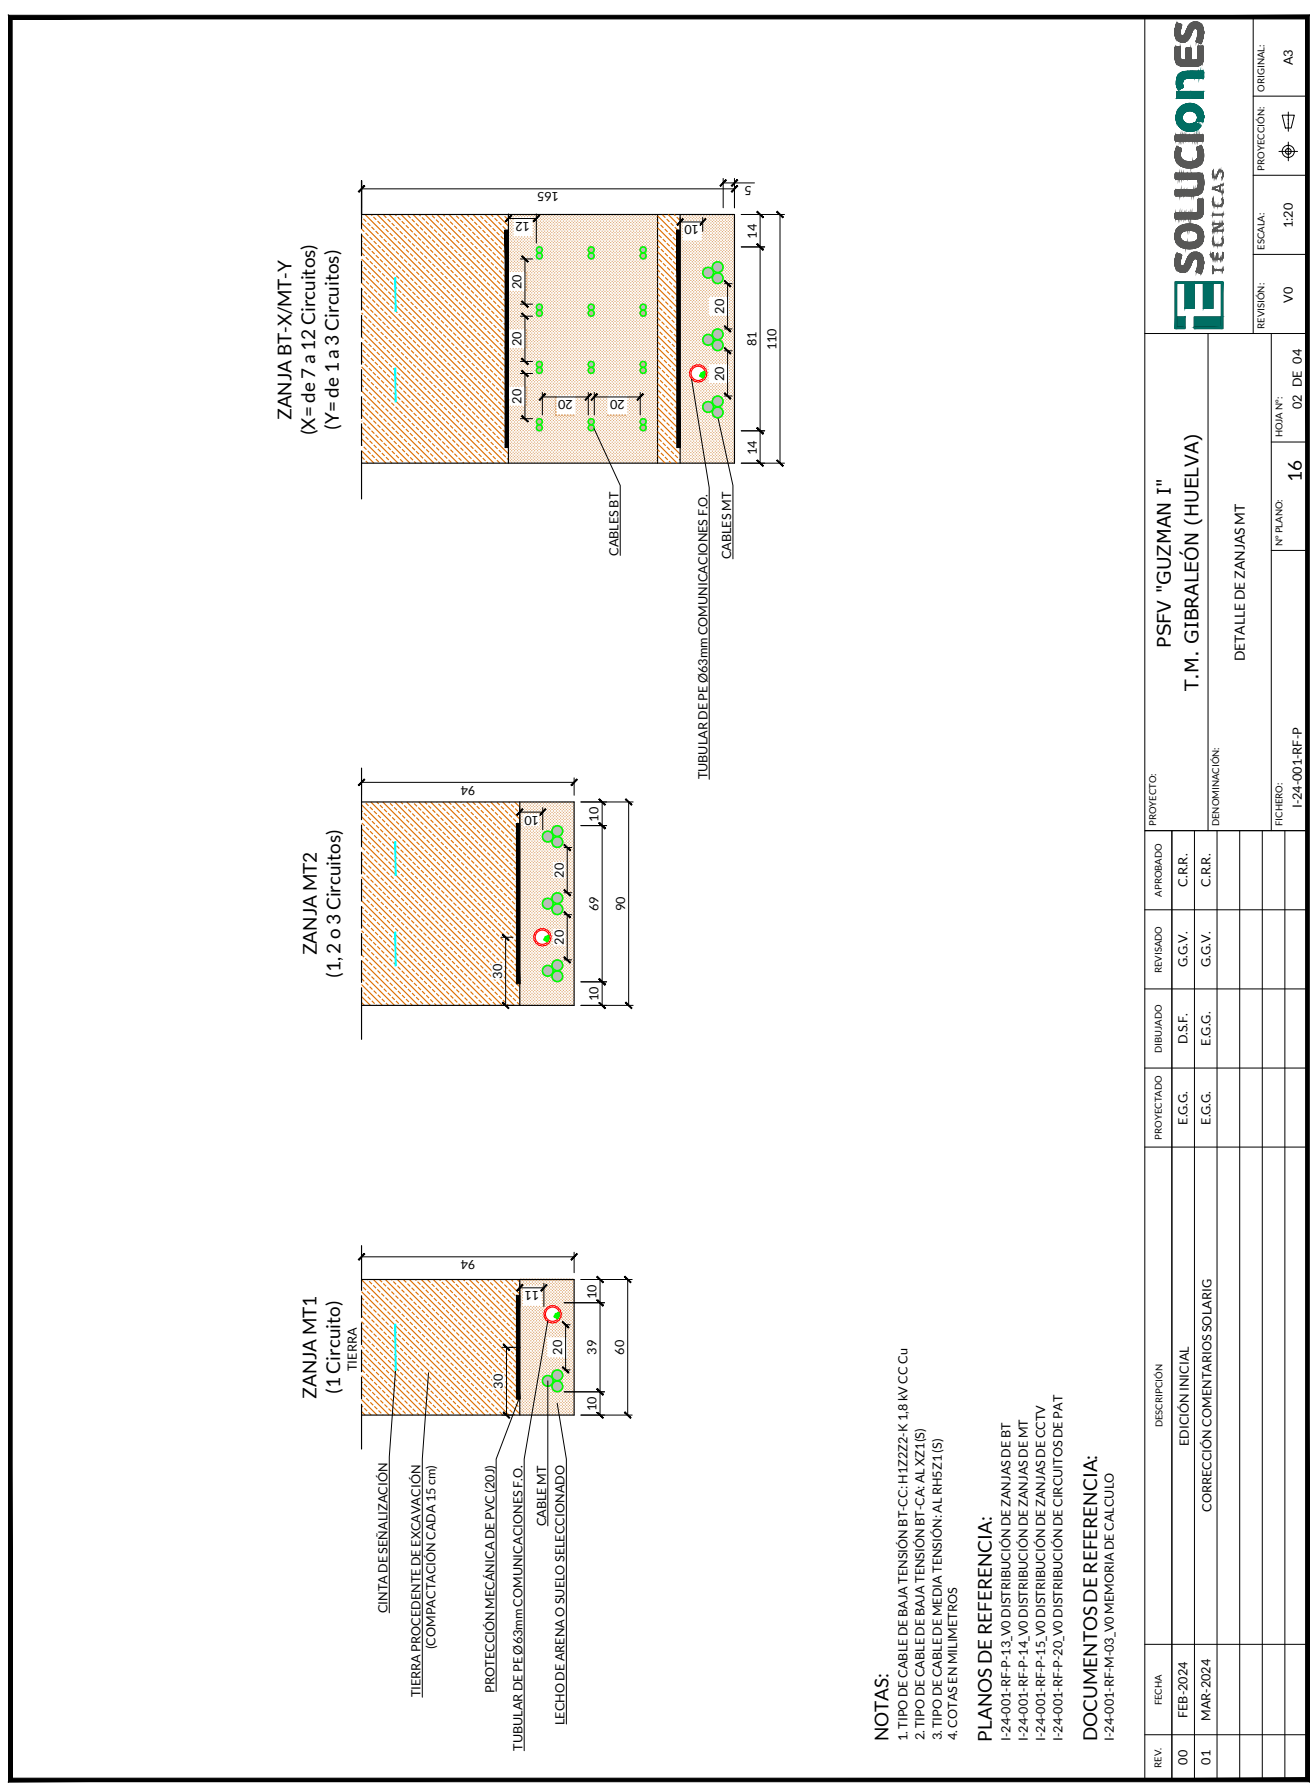 ZANJA MT1
(1 Circuito)
TIERRA
CINTA DE SEÑALIZACIÓN
TIERRA PROCEDENTE DE EXCAVACIÓN
(COMPACTACIÓN CADA 15 cm)
PROTECCIÓN MECÁNICA DE PVC (20J)
TUBULAR DE PE Ø63mm COMUNICACIONES F.O.
CABLE MT
LECHO DE ARENA O SUELO SELECCIONADO
94
30
11
20
10
39
10
60
ZANJA MT2
(1, 2 o 3 Circuitos)
94
30
10
20
20
10
69
10
90
ZANJA BT-X/MT-Y
(X= de 7 a 12 Circuitos)
(Y= de 1 a 3 Circuitos)
165
5
12
20
20
20
20
20
10
20
20
14
81
14
110
CABLES BT
TUBULAR DE PE Ø63mm COMUNICACIONES F.O.
CABLES MT
NOTAS:
1. TIPO DE CABLE DE BAJA TENSIÓN BT-CC: H1Z2Z2-K 1,8 kV CC Cu
2. TIPO DE CABLE DE BAJA TENSIÓN BT-CA: AL XZ1(S)
3. TIPO DE CABLE DE MEDIA TENSIÓN: AL RH5Z1 (S)
4. COTAS EN MILIMETROS
PLANOS DE REFERENCIA:
I-24-001-RF-P-13_V0 DISTRIBUCIÓN DE ZANJAS DE BT
I-24-001-RF-P-14_V0 DISTRIBUCIÓN DE ZANJAS DE MT
I-24-001-RF-P-15_V0 DISTRIBUCIÓN DE ZANJAS DE CCTV
I-24-001-RF-P-20_V0 DISTRIBUCIÓN DE CIRCUITOS DE PAT
DOCUMENTOS DE REFERENCIA:
I-24-001-RF-M-03_V0 MEMORIA DE CALCULO
REV. FECHA DESCRIPCIÓN PROYECTADO DIBUJADO REVISADO APROBADO
00 FEB-2024 EDICIÓN INICIAL E.G.G. D.S.F. G.G.V. C.R.R.
01 MAR-2024 CORRECCIÓN COMENTARIOS SOLARIG E.G.G. E.G.G. G.G.V. C.R.R.
PROYECTO:
PSFV "GUZMAN I"
T.M. GIBRALEÓN (HUELVA)
DENOMINACIÓN:
DETALLE DE ZANJAS MT
FICHERO:
I-24-001-RF-P
Nº PLANO:
16
HOJA Nº:
02 DE 04
SOLUCIONES
TÉCNICAS
REVISIÓN:
V0
ESCALA:
1:20
PROYECCIÓN:
ORIGINAL:
A3